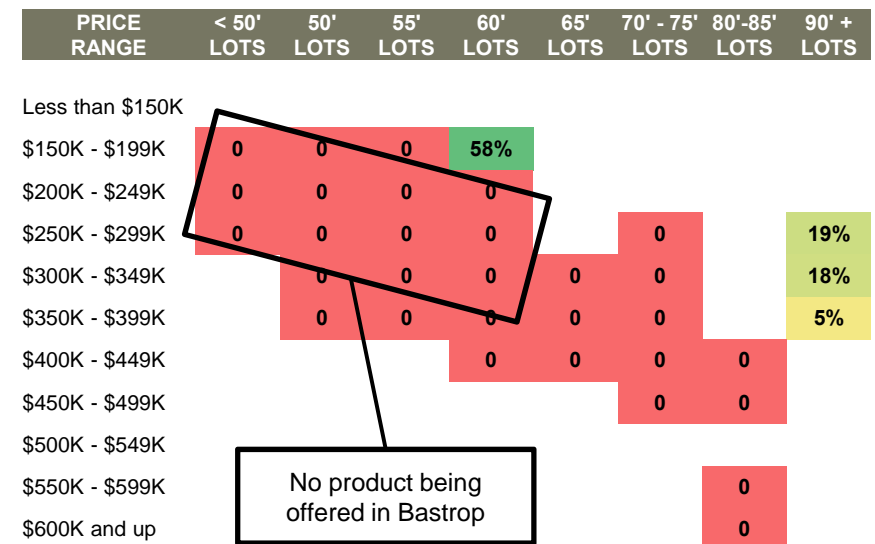 PRICE RANGE < 50' LOTS 50' LOTS 55' LOTS 60' LOTS 65' LOTS 70' - 75' LOTS 80'-85' LOTS 90' + LOTS
Less than $150K
$150K - $199K 0 0 0 58%
$200K - $249K 0 0 0 0
$250K - $299K 0 0 0 0 0 19%
$300K - $349K 0 0 0 0 0 18%
$350K - $399K 0 0 0 0 0 5%
$400K - $449K 0 0 0 0
$450K - $499K 0 0
$500K - $549K
$550K - $599K 0
$600K and up 0
No product being
offered in Bastrop